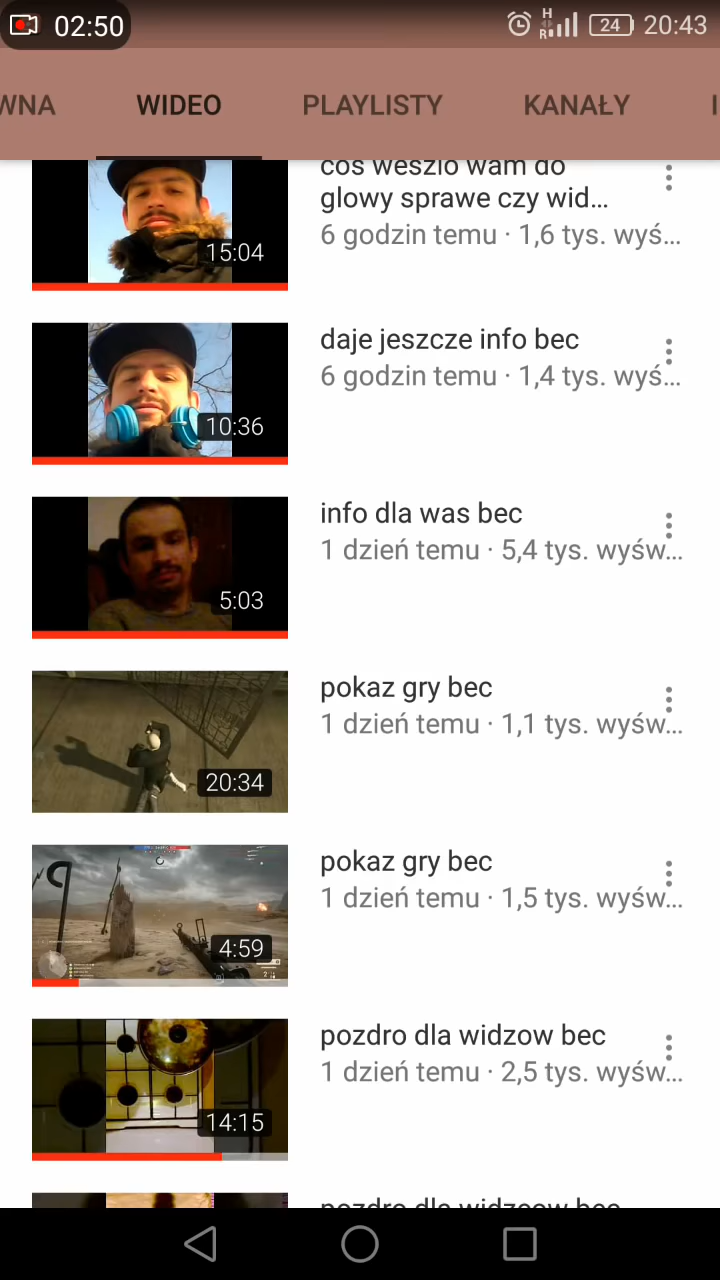 02:50
H
R
24
20:43
WNA
WIDEO
PLAYLISTY
KANAŁY
cos weszlo wam do
glowy sprawe czy wid...
6 godzin temu · 1,6 tys. wyś...
15:04
daje jeszcze info bec
6 godzin temu · 1,4 tys. wyś...
10:36
info dla was bec
1 dzień temu · 5,4 tys. wyśw...
5:03
pokaz gry bec
1 dzień temu · 1,1 tys. wyśw...
20:34
pokaz gry bec
1 dzień temu · 1,5 tys. wyśw...
4:59
pozdro dla widzow bec
1 dzień temu · 2,5 tys. wyśw...
14:15
pozdro dla widzcow bec